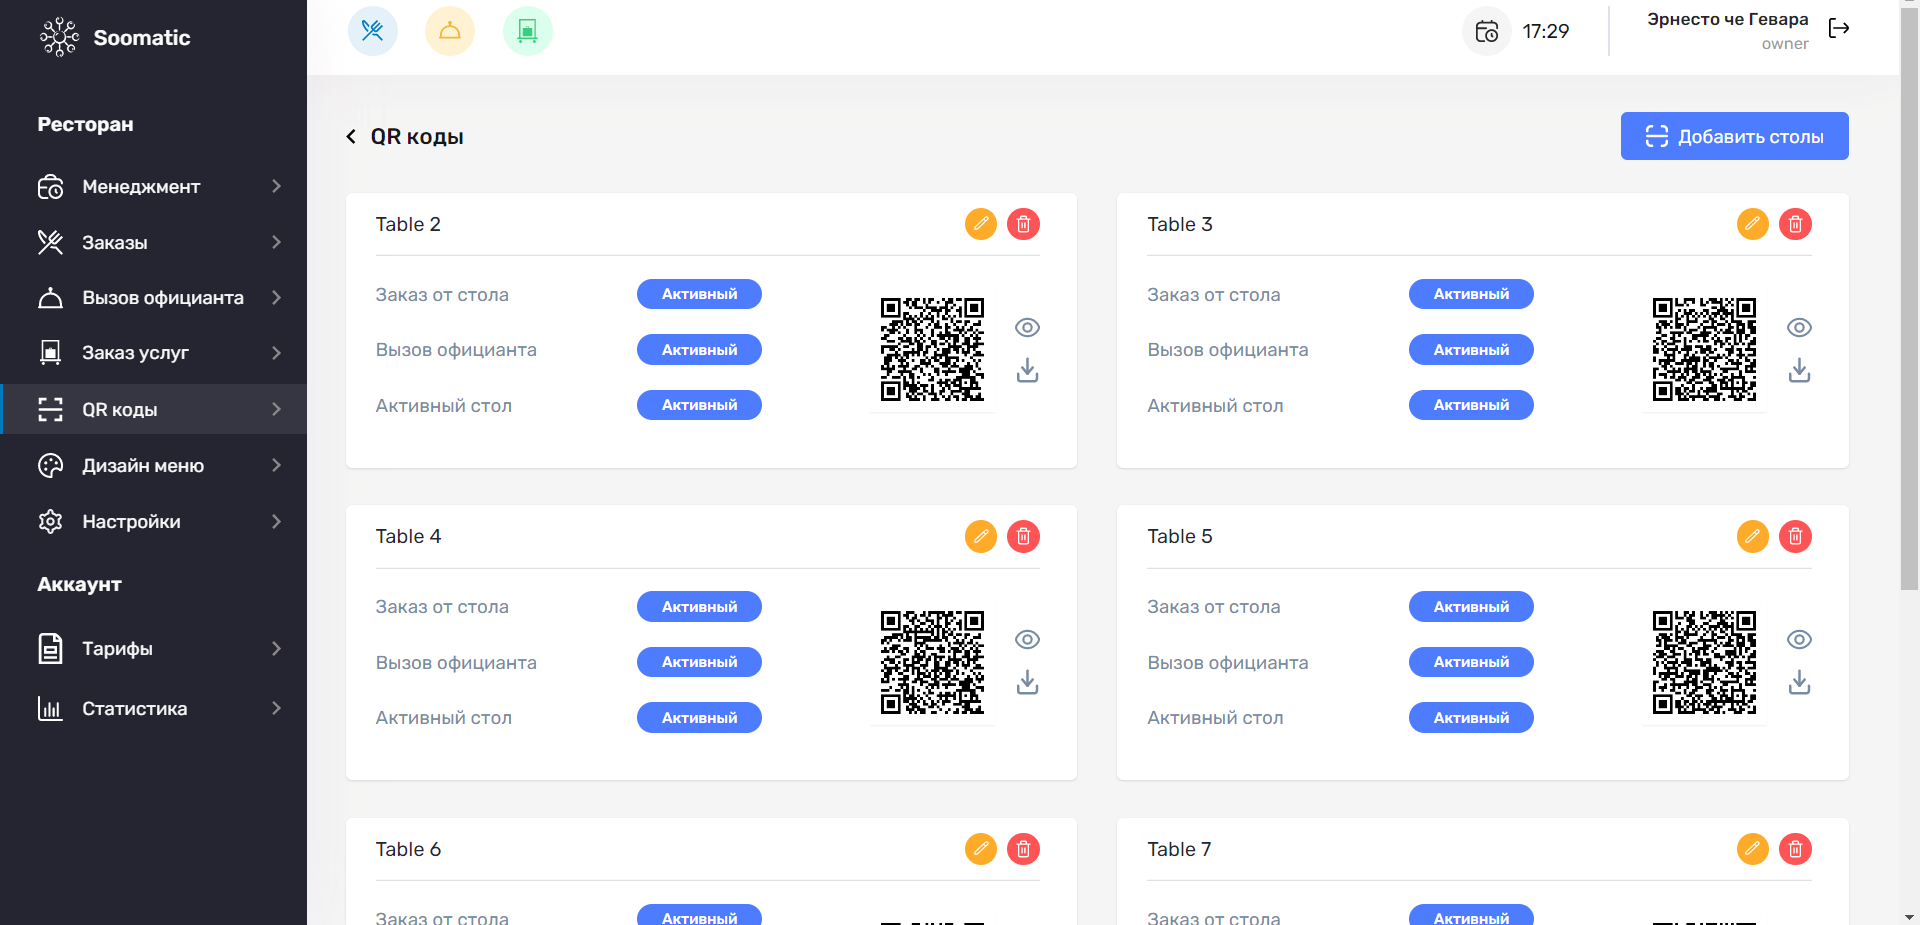 Soomatic
Ресторан
Менеджмент
Заказы
Вызов официанта
Заказ услуг
QR коды
Дизайн меню
Настройки
Аккаунт
Тарифы
Статистика
17:29
Эрнесто че Гевара
owner
QR коды
Добавить столы
Table 2
Заказ от стола Активный
Вызов официанта Активный
Активный стол Активный
Table 3
Заказ от стола Активный
Вызов официанта Активный
Активный стол Активный
Table 4
Заказ от стола Активный
Вызов официанта Активный
Активный стол Активный
Table 5
Заказ от стола Активный
Вызов официанта Активный
Активный стол Активный
Table 6
Заказ от стола Активный
Table 7
Заказ от стола Активный